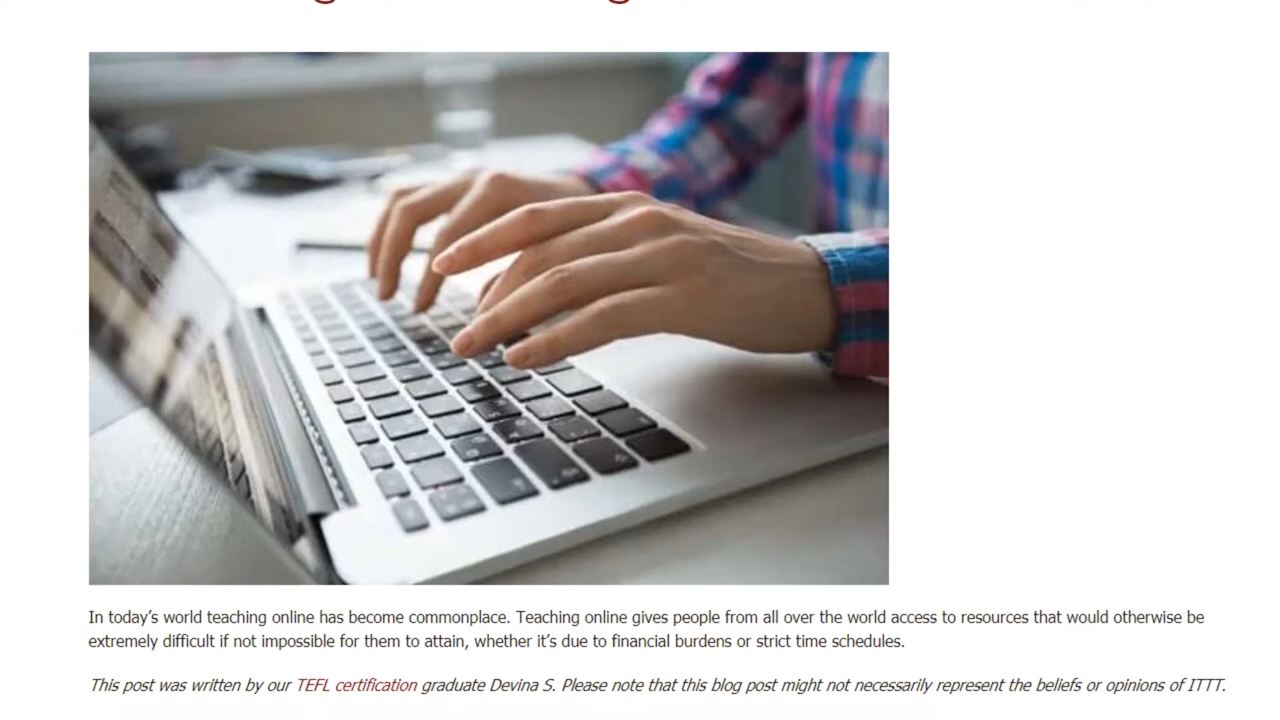 In today’s world teaching online has become commonplace. Teaching online gives people from all over the world access to resources that would otherwise be
extremely difficult if not impossible for them to attain, whether it’s due to financial burdens or strict time schedules.
This post was written by our TEFL certification graduate Devina S. Please note that this blog post might not necessarily represent the beliefs or opinions of ITTT.